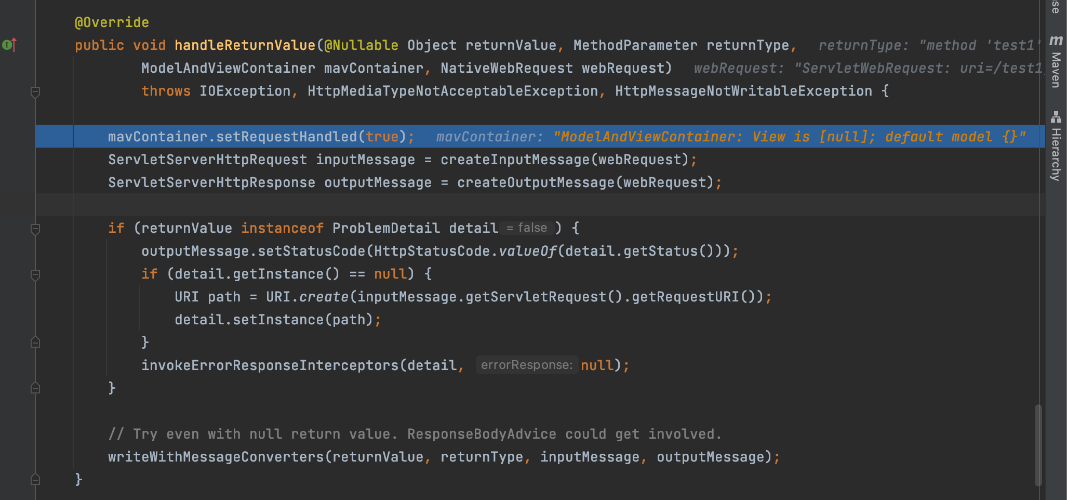 @Override
public void handleReturnValue(@Nullable Object returnValue, MethodParameter returnType,   returnType: "method 'test1'
ModelAndViewContainer mavContainer, NativeWebRequest webRequest)   webRequest: "ServletWebRequest: uri=/test1
throws IOException, HttpMediaTypeNotAcceptableException, HttpMessageNotWritableException {
mavContainer.setRequestHandled(true);   mavContainer: "ModelAndViewContainer: View is [null]; default model {}"
ServletServerHttpRequest inputMessage = createInputMessage(webRequest);
ServletServerHttpResponse outputMessage = createOutputMessage(webRequest);
if (returnValue instanceof ProblemDetail detail = false ) {
outputMessage.setStatusCode(HttpStatusCode.valueOf(detail.getStatus()));
if (detail.getInstance() == null) {
URI path = URI.create(inputMessage.getServletRequest().getRequestURI());
detail.setInstance(path);
}
invokeErrorResponseInterceptors(detail, errorResponse: null);
}
// Try even with null return value. ResponseBodyAdvice could get involved.
writeWithMessageConverters(returnValue, returnType, inputMessage, outputMessage);
}
se
m Maven
Hierarchy